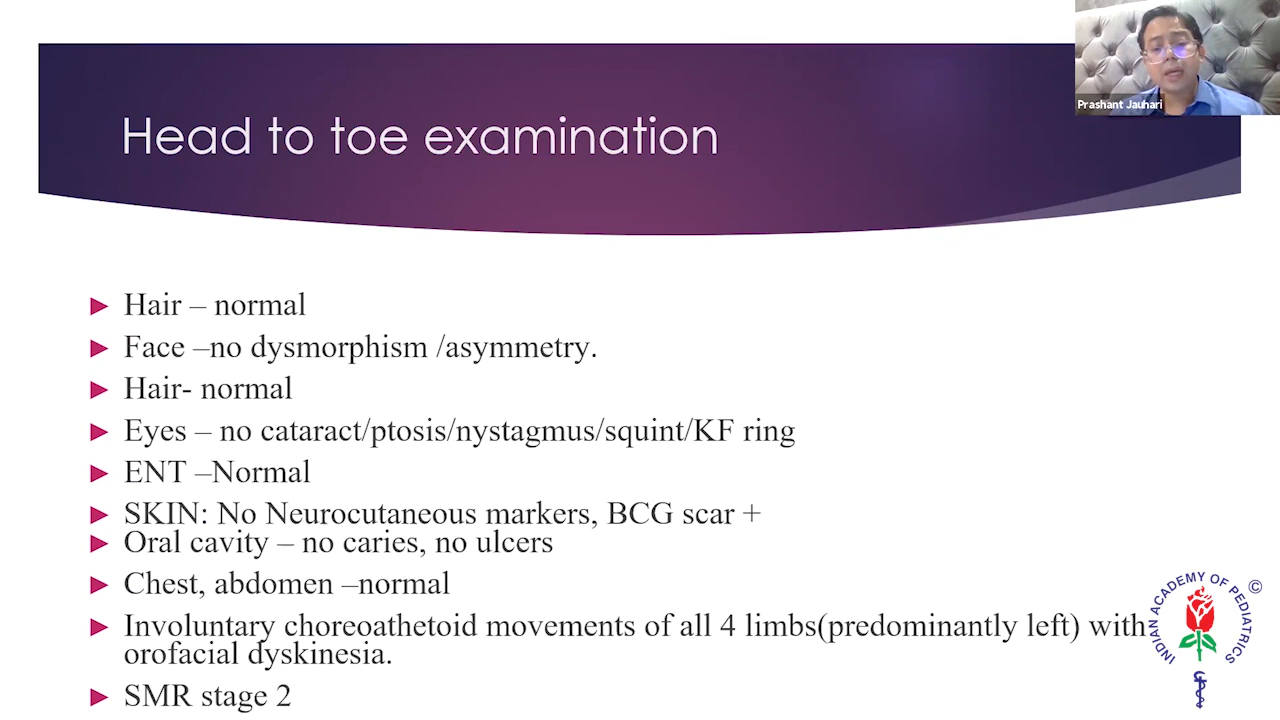 Prashant Jauhari
Head to toe examination
► Hair – normal
► Face –no dysmorphism /asymmetry.
► Hair- normal
► Eyes – no cataract/ptosis/nystagmus/squint/KF ring
► ENT –Normal
► SKIN: No Neurocutaneous markers, BCG scar +
► Oral cavity – no caries, no ulcers
► Chest, abdomen –normal
► Involuntary choreoathetoid movements of all 4 limbs(predominantly left) with
orofacial dyskinesia.
► SMR stage 2
INDIAN ACADEMY OF PEDIATRICS
©